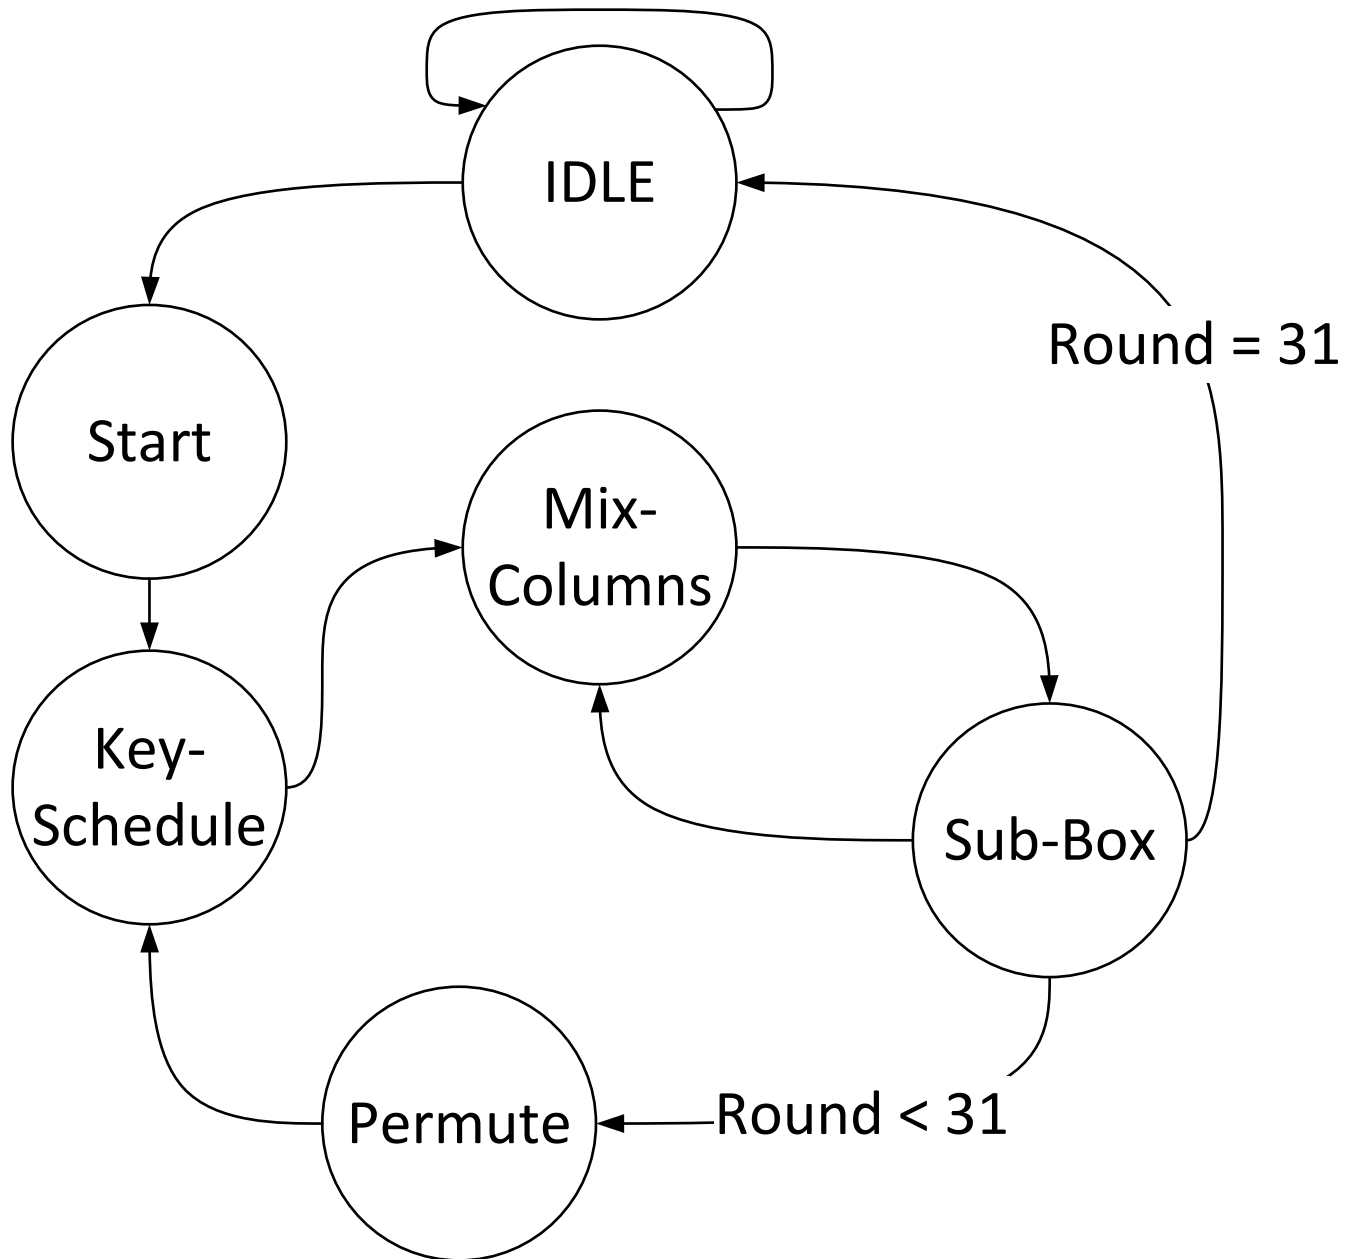 IDLE
Round = 31
Start
Mix-
Columns
Key-
Schedule
Sub-Box
Permute
Round < 31